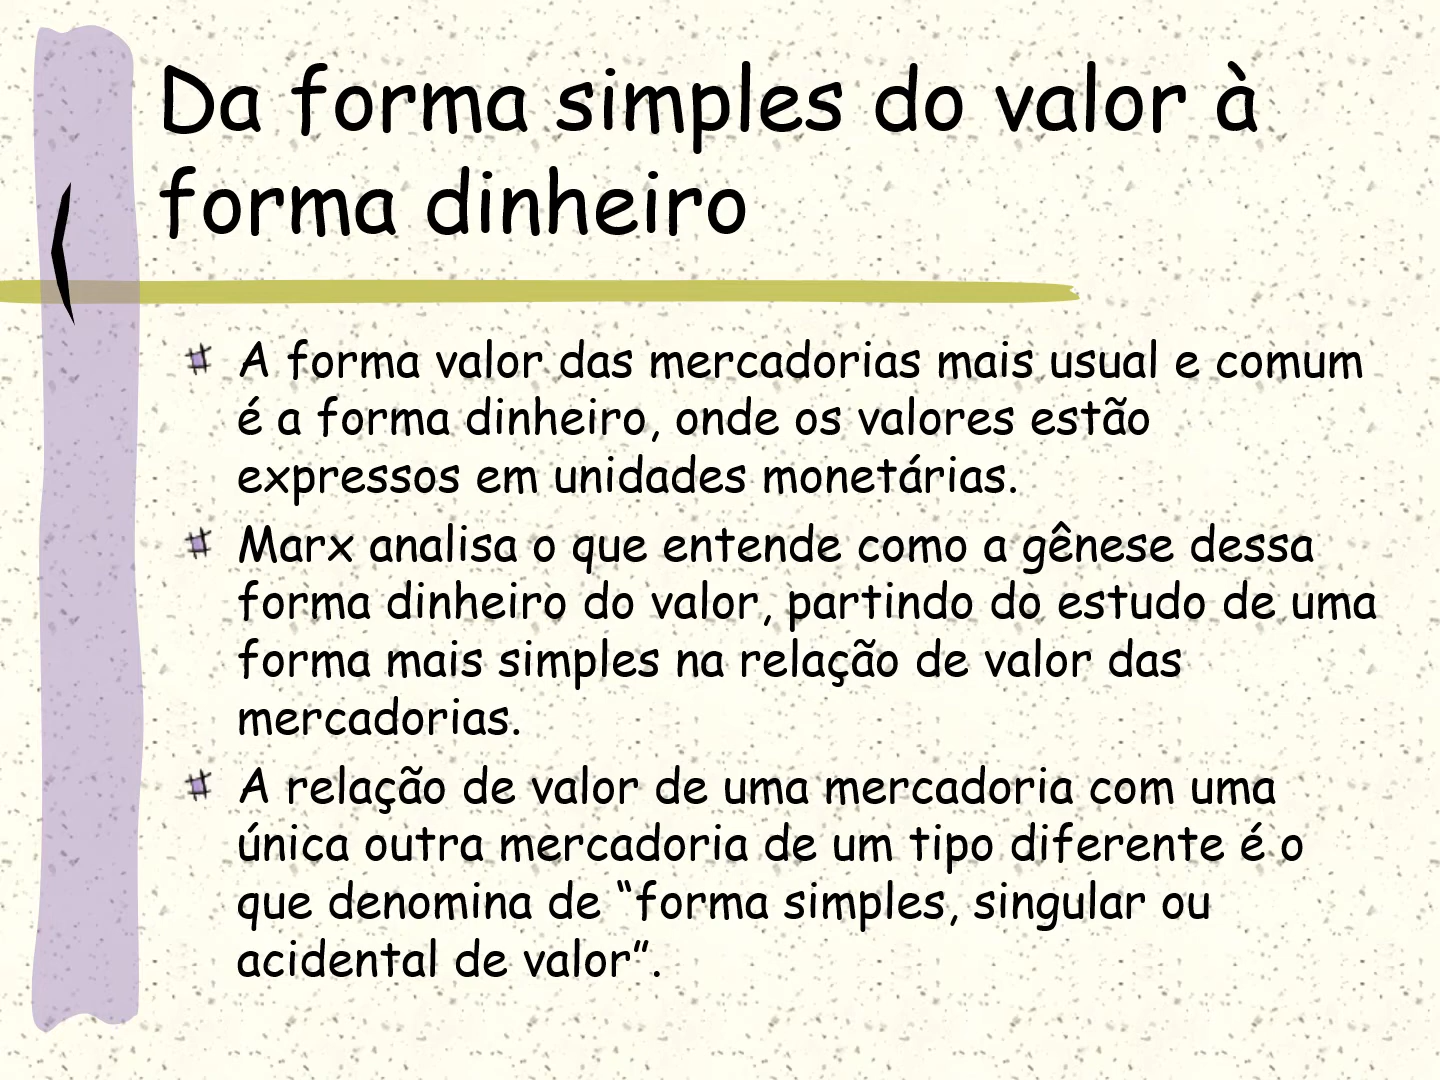 Da forma simples do valor à
forma dinheiro
A forma valor das mercadorias mais usual e comum
é a forma dinheiro, onde os valores estão
expressos em unidades monetárias.
Marx analisa o que entende como a gênese dessa
forma dinheiro do valor, partindo do estudo de uma
forma mais simples na relação de valor das
mercadorias.
A relação de valor de uma mercadoria com uma
única outra mercadoria de um tipo diferente é o
que denomina de “forma simples, singular ou
acidental de valor”.